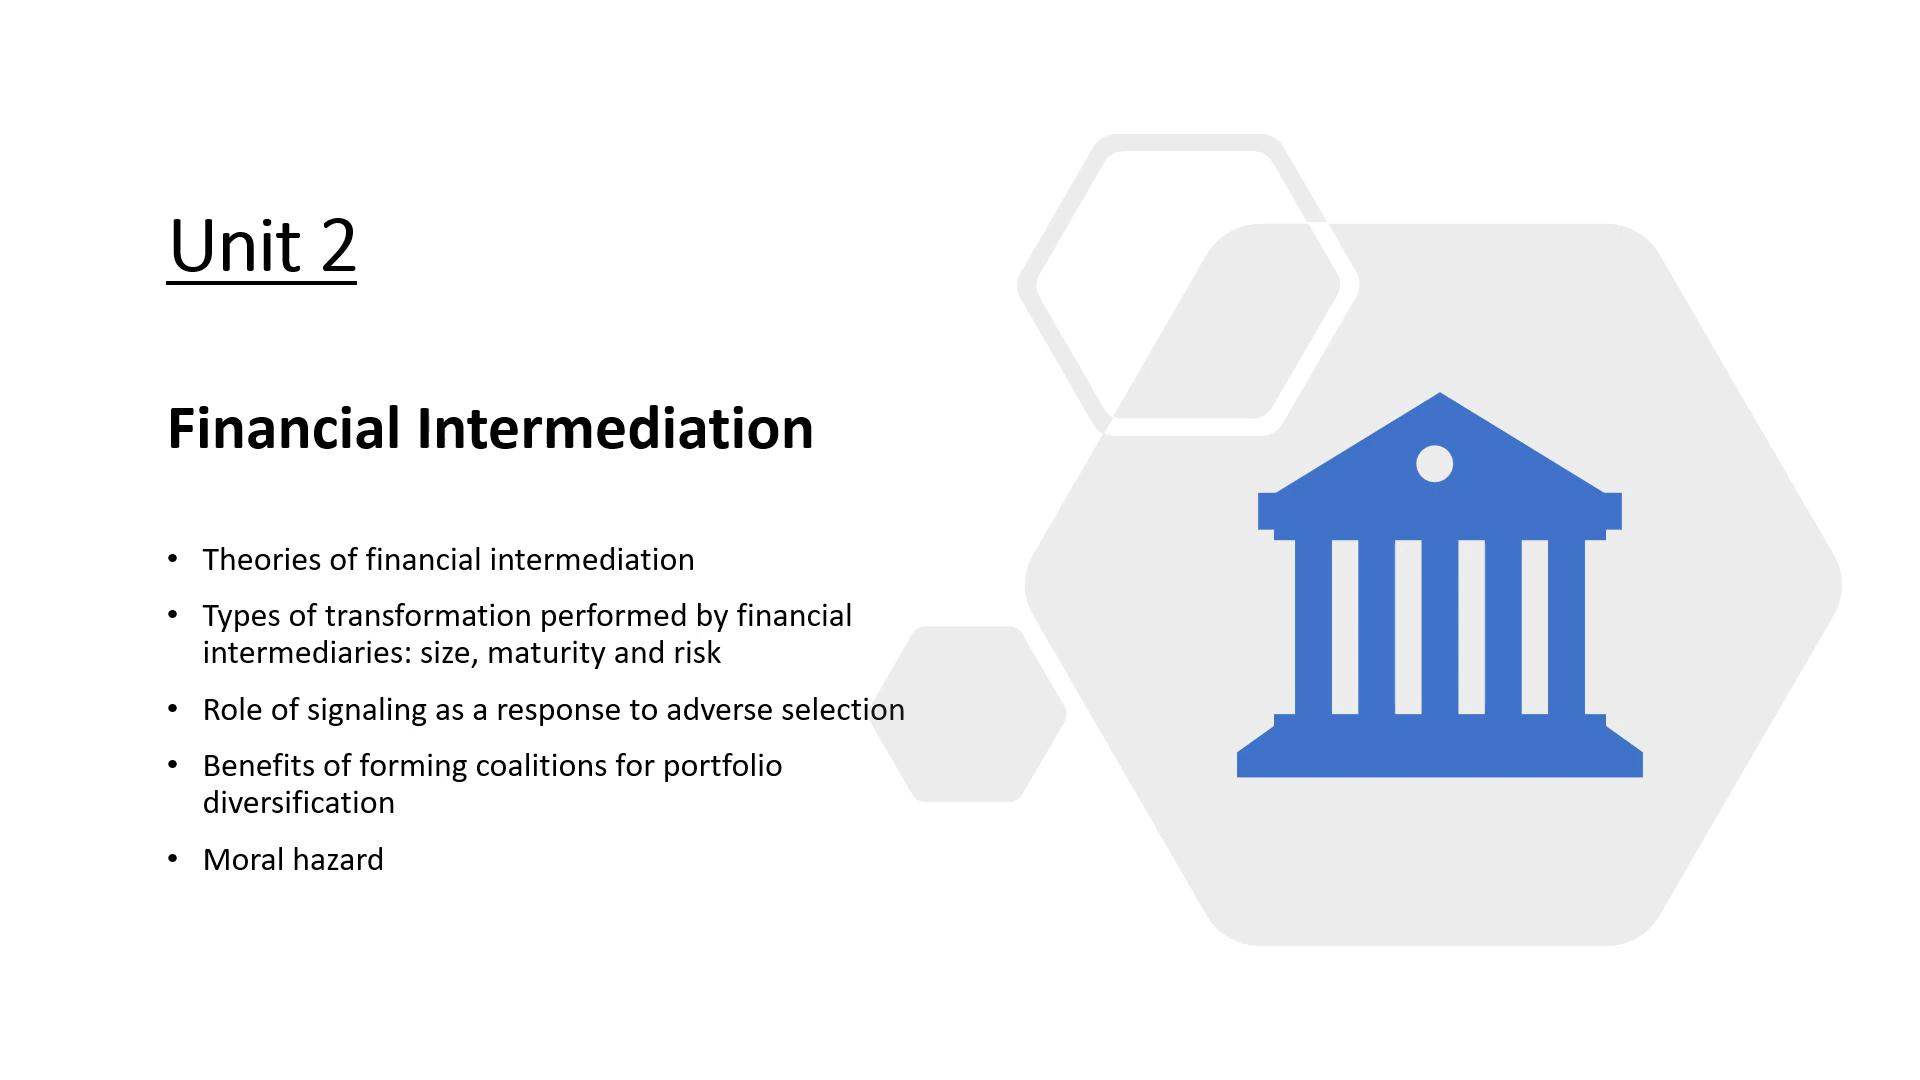 Unit 2
Financial Intermediation
• Theories of financial intermediation
• Types of transformation performed by financial
intermediaries: size, maturity and risk
• Role of signaling as a response to adverse selection
• Benefits of forming coalitions for portfolio
diversification
• Moral hazard